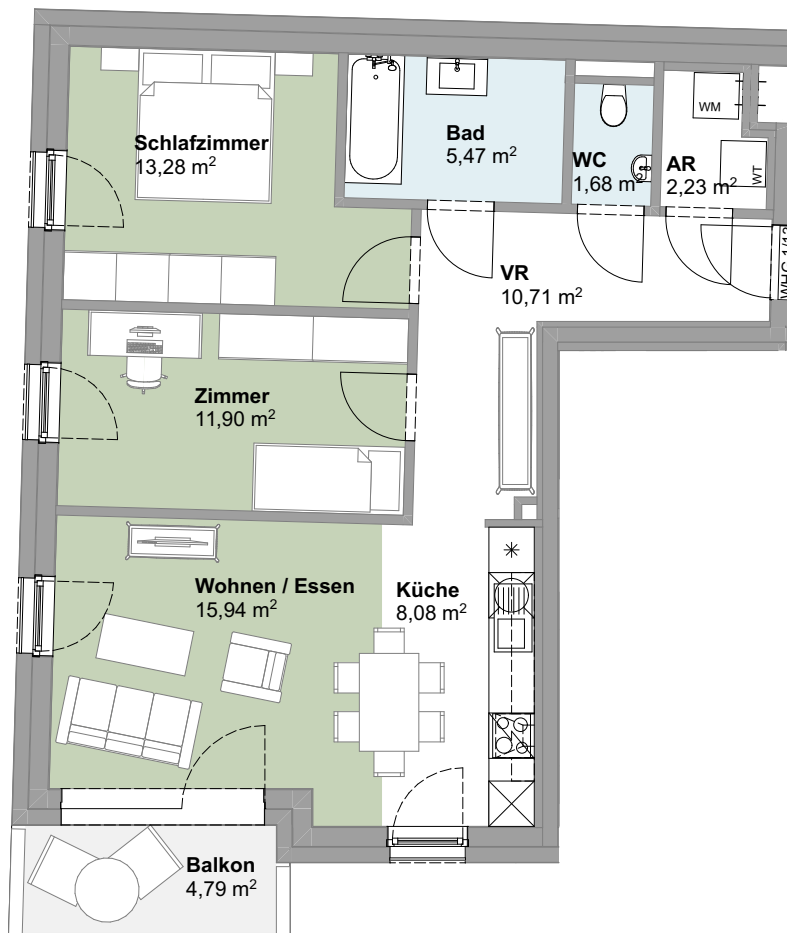 Schlafzimmer
13,28 m²
Bad
5,47 m²
WC
1,68 m²
AR
2,23 m²
WM
WT
VR
10,71 m²
Zimmer
11,90 m²
Wohnen / Essen
15,94 m²
Küche
8,08 m²
Balkon
4,79 m²